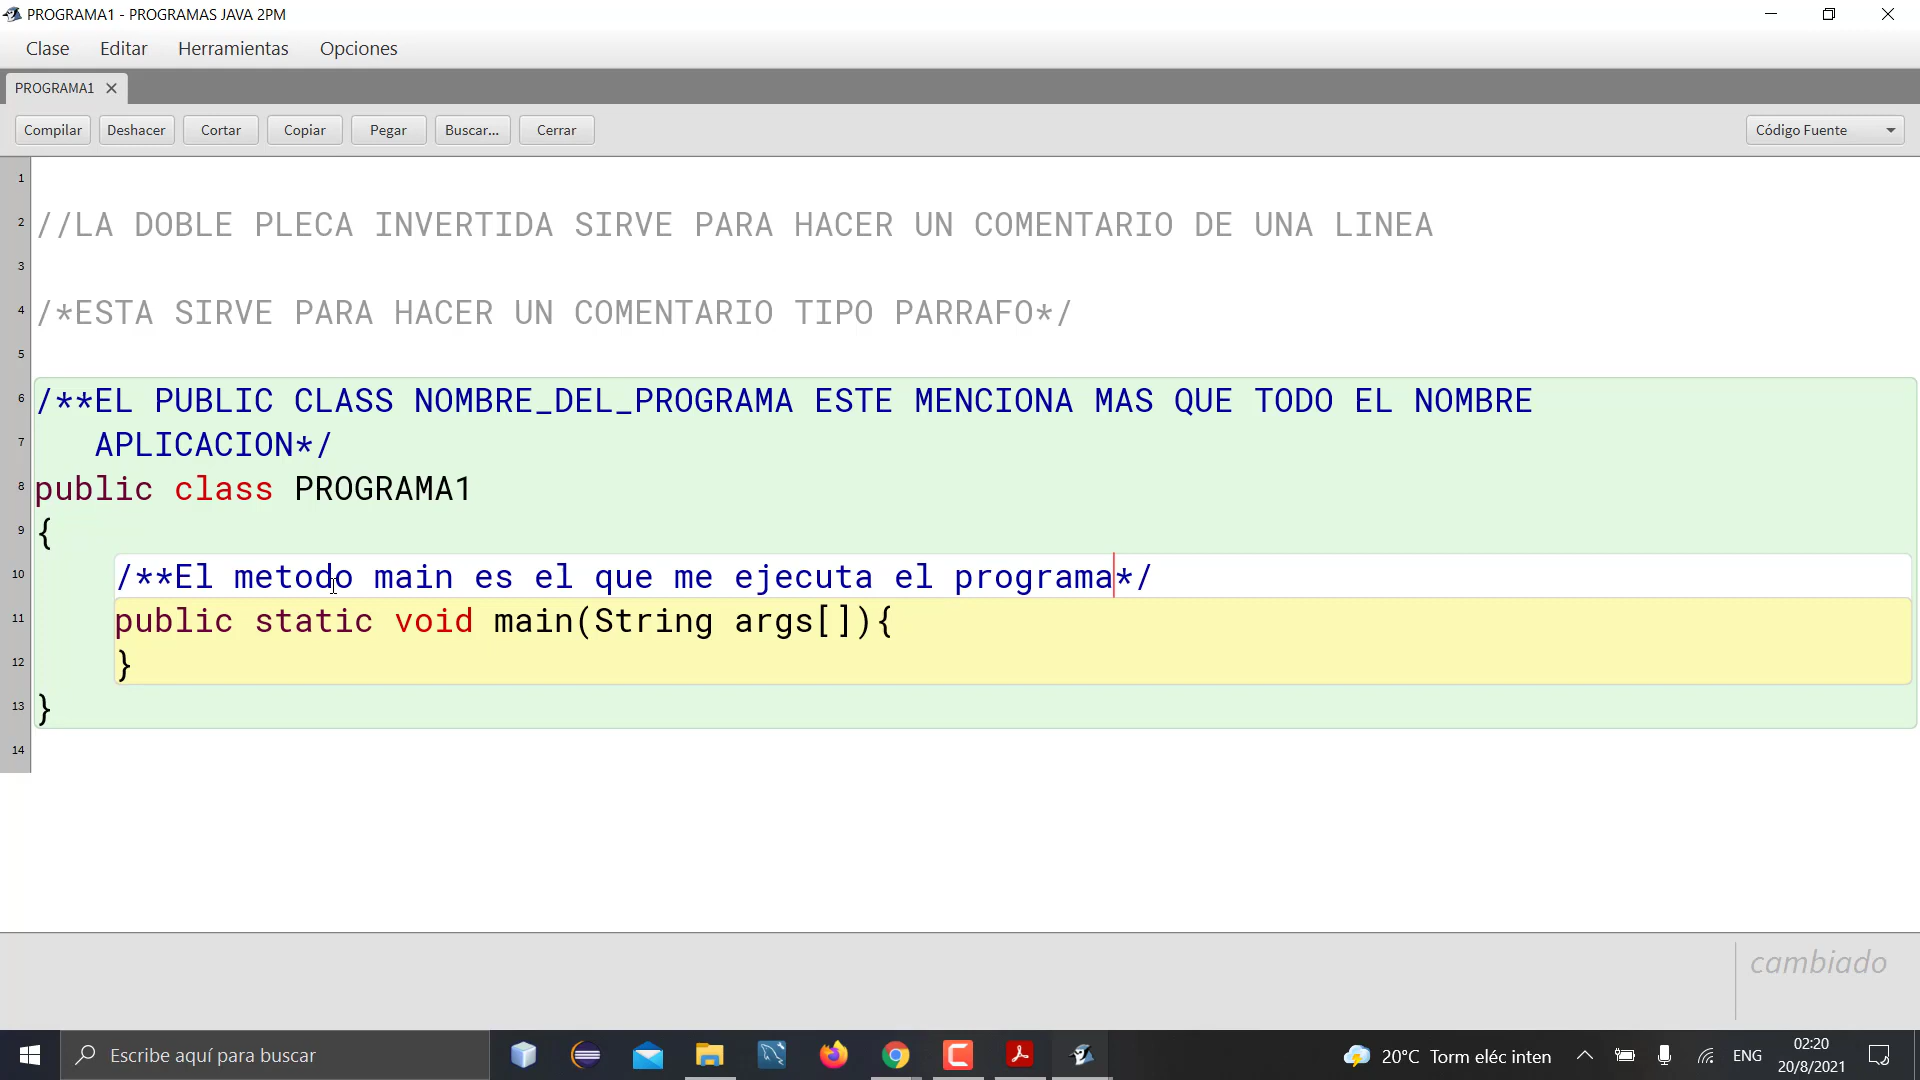 PROGRAMA1 - PROGRAMAS JAVA 2PM
Clase Editar Herramientas Opciones
PROGRAMA1
Compilar Deshacer Cortar Copiar Pegar Buscar... Cerrar Código Fuente
1
2 //LA DOBLE PLECA INVERTIDA SIRVE PARA HACER UN COMENTARIO DE UNA LINEA
3
4 /*ESTA SIRVE PARA HACER UN COMENTARIO TIPO PARRAFO*/
5
6 /**EL PUBLIC CLASS NOMBRE_DEL_PROGRAMA ESTE MENCIONA MAS QUE TODO EL NOMBRE
7 APLICACION*/
8 public class PROGRAMA1
9 {
10 /**El metodo main es el que me ejecuta el programa*/
11 public static void main(String args[]){
12 }
13 }
14
cambiado
Escribe aquí para buscar
20°C Torm eléc inten
ENG
02:20
20/8/2021